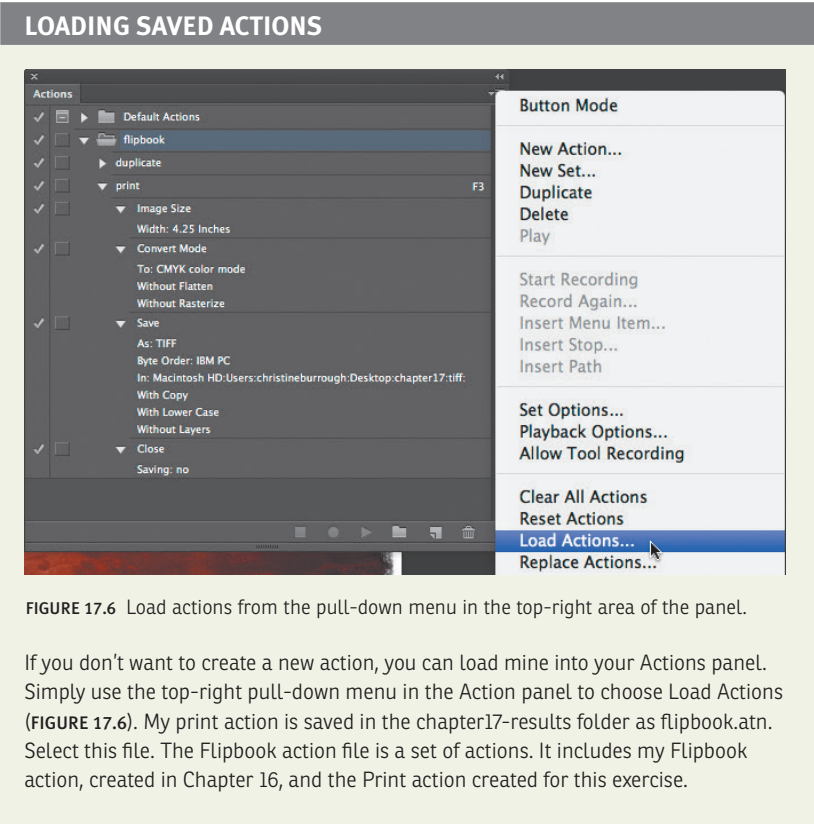 LOADING SAVED ACTIONS
Actions
Default Actions
flipbook
duplicate
print F3
Image Size
Width: 4.25 Inches
Convert Mode
To: CMYK color mode
Without Flatten
Without Rasterize
Save
As: TIFF
Byte Order: IBM PC
In: Macintosh HD:Users:christineburrough:Desktop:chapter17:tiff:
With Copy
With Lower Case
Without Layers
Close
Saving: no
Button Mode
New Action...
New Set...
Duplicate
Delete
Play
Start Recording
Record Again...
Insert Menu Item...
Insert Stop...
Insert Path
Set Options...
Playback Options...
Allow Tool Recording
Clear All Actions
Reset Actions
Load Actions...
Replace Actions...
FIGURE 17.6 Load actions from the pull-down menu in the top-right area of the panel.
If you don’t want to create a new action, you can load mine into your Actions panel.
Simply use the top-right pull-down menu in the Action panel to choose Load Actions
(FIGURE 17.6). My print action is saved in the chapter17-results folder as flipbook.atn.
Select this file. The Flipbook action file is a set of actions. It includes my Flipbook
action, created in Chapter 16, and the Print action created for this exercise.